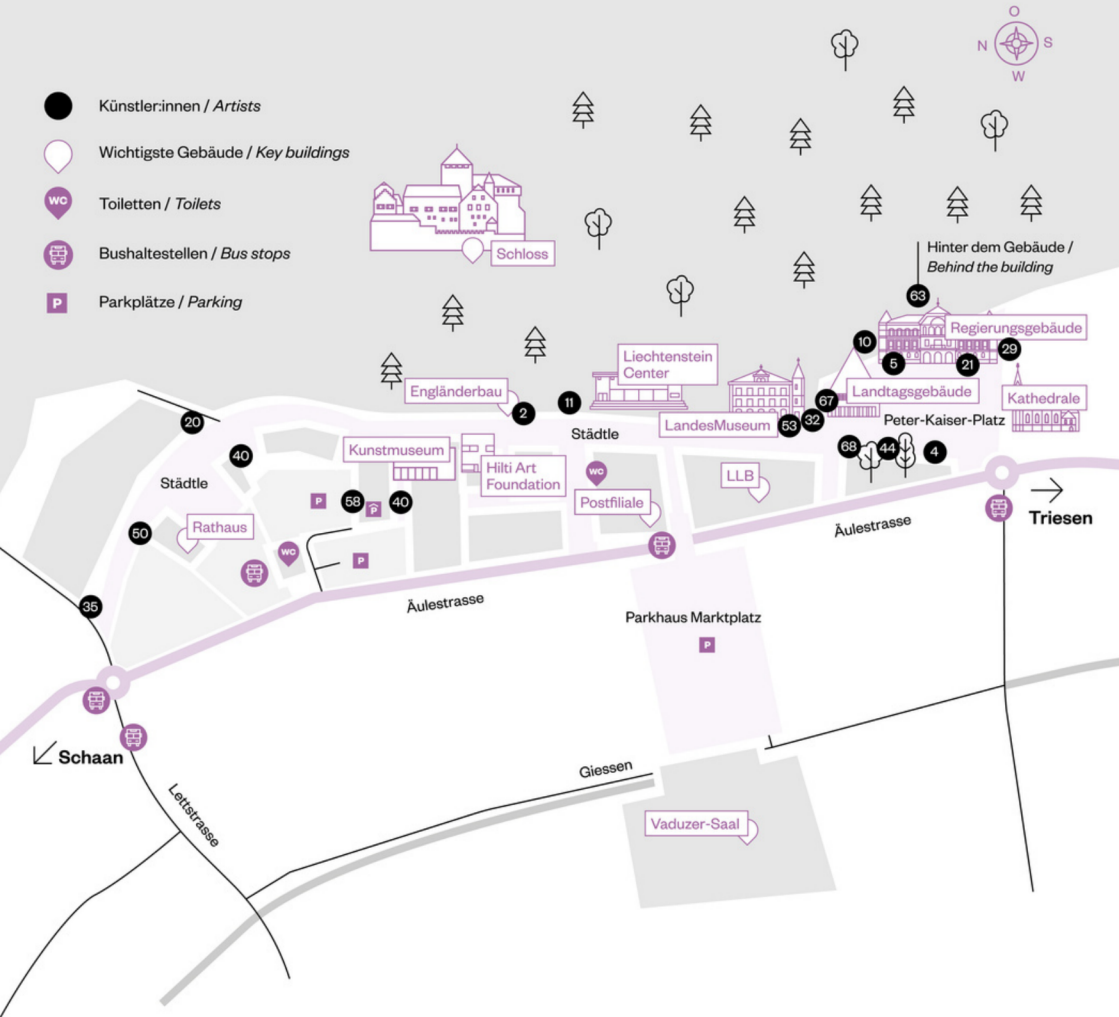 O
N
S
W
Künstler:innen / Artists
Wichtigste Gebäude / Key buildings
WC
Toiletten / Toilets
Bushaltestellen / Bus stops
P
Parkplätze / Parking
Schloss
Hinter dem Gebäude /
Behind the building
63
Regierungsgebäude
10
5
21
29
Liechtenstein
Center
Engländerbau
2
11
Landtagsgebäude
67
Kathedrale
LandesMuseum
53
32
Peter-Kaiser-Platz
20
Städtle
40
Kunstmuseum
68
44
4
Hilti Art
Foundation
WC
LLB
Städtle
P
58
P
40
Postfiliale
Triesen
50
Rathaus
Äulestrasse
WC
P
35
Äulestrasse
Parkhaus Marktplatz
P
Schaan
Giessen
Lettstrasse
Vaduzer-Saal